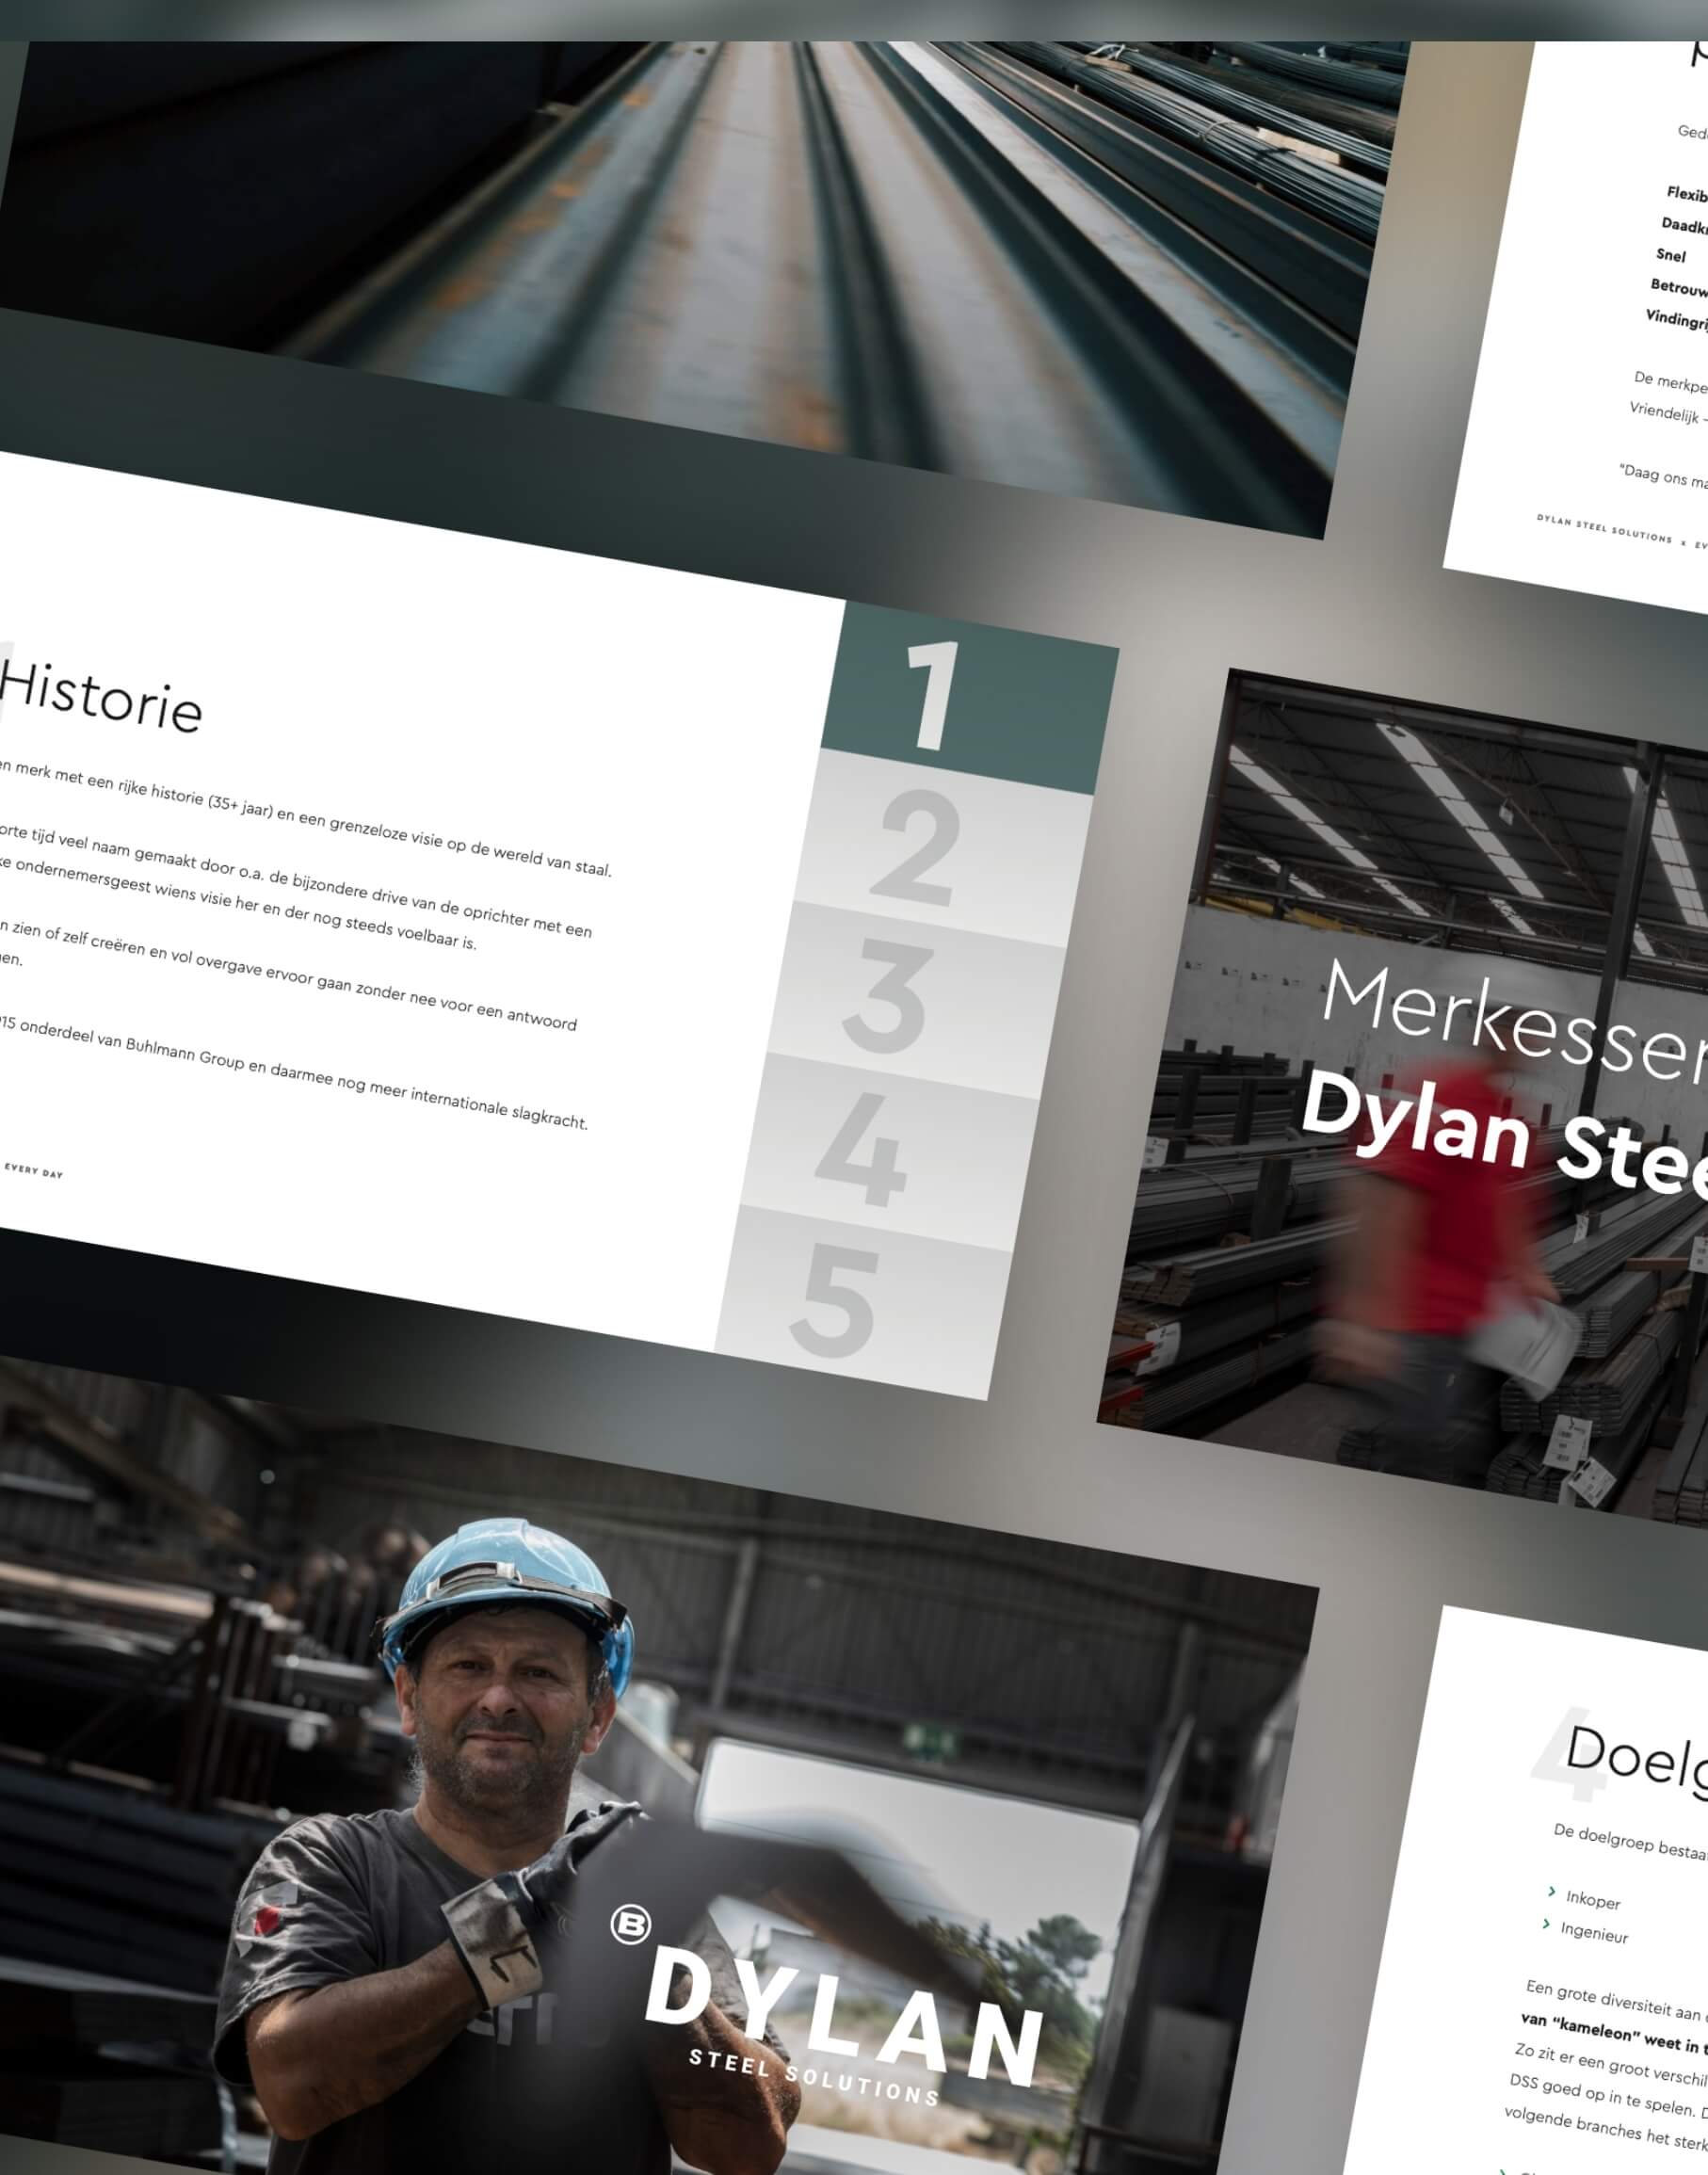 Flexib
Daadk
Snel
Betrouw
Vindingri
De merkpe
Vriendelijk -
"Daag ons ma
DYLAN STEEL SOLUTIONS & EV
1
Historie
en merk met een rijke historie (35+ jaar) en een grenzeloze visie op de wereld van staal.
orte tijd veel naam gemaakt door o.a. de bijzondere drive van de oprichter met een
ke ondernemersgeest wiens visie her en der nog steeds voelbaar is.
n zien of zelf creëren en vol overgave ervoor gaan zonder nee voor een antwoord
en.
15 onderdeel van Buhlmann Group en daarmee nog meer internationale slagkracht.
EVERY DAY
1
2
3
4
5
Merkessen
Dylan Stee
B
DYLAN
STEEL SOLUTIONS
4
Doelg
De doelgroep bestaa
Inkoper
Ingenieur
Een grote diversiteit aan
van "kameleon" weet in t
Zo zit er een groot verschil
DSS goed op in te spelen. D
volgende branches het sterk